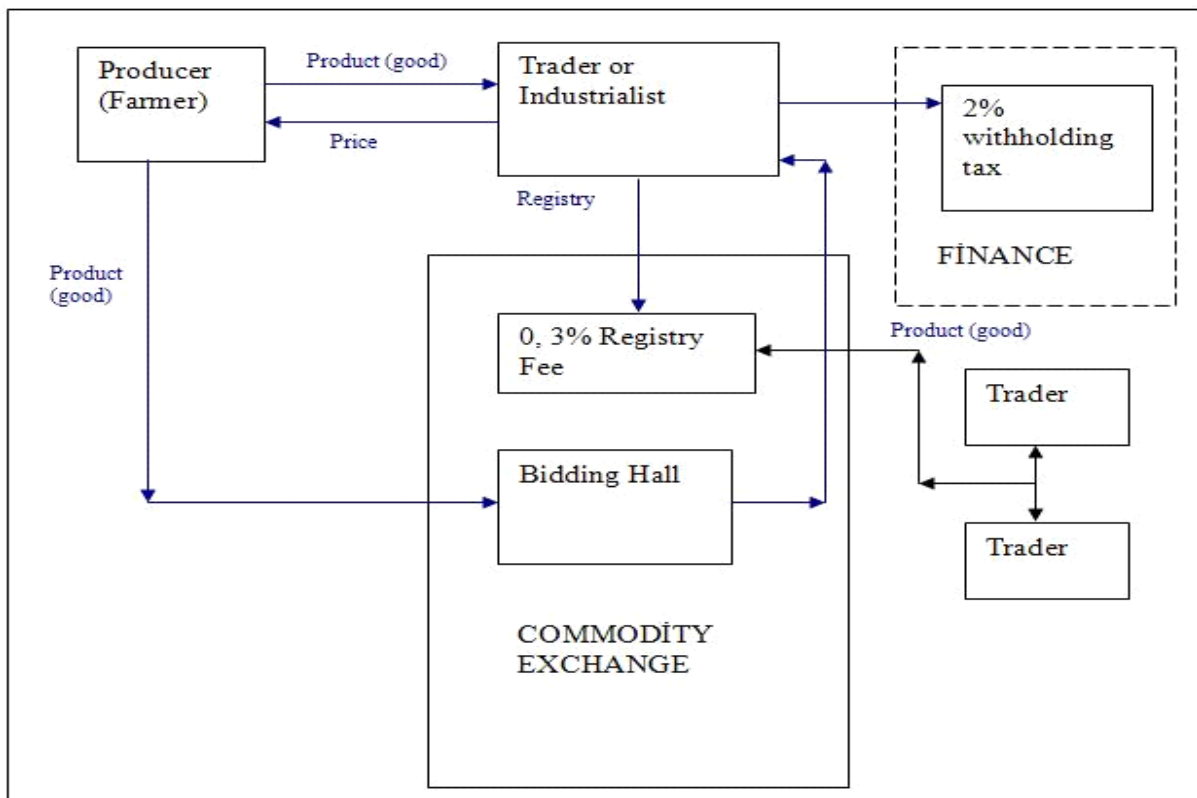 Producer
(Farmer)
Product (good)
Price
Trader or
Industrialist
2%
withholding
tax
FİNANCE
Registry
Product
(good)
0, 3% Registry
Fee
Product (good)
Trader
Bidding Hall
Trader
COMMODİTY
EXCHANGE